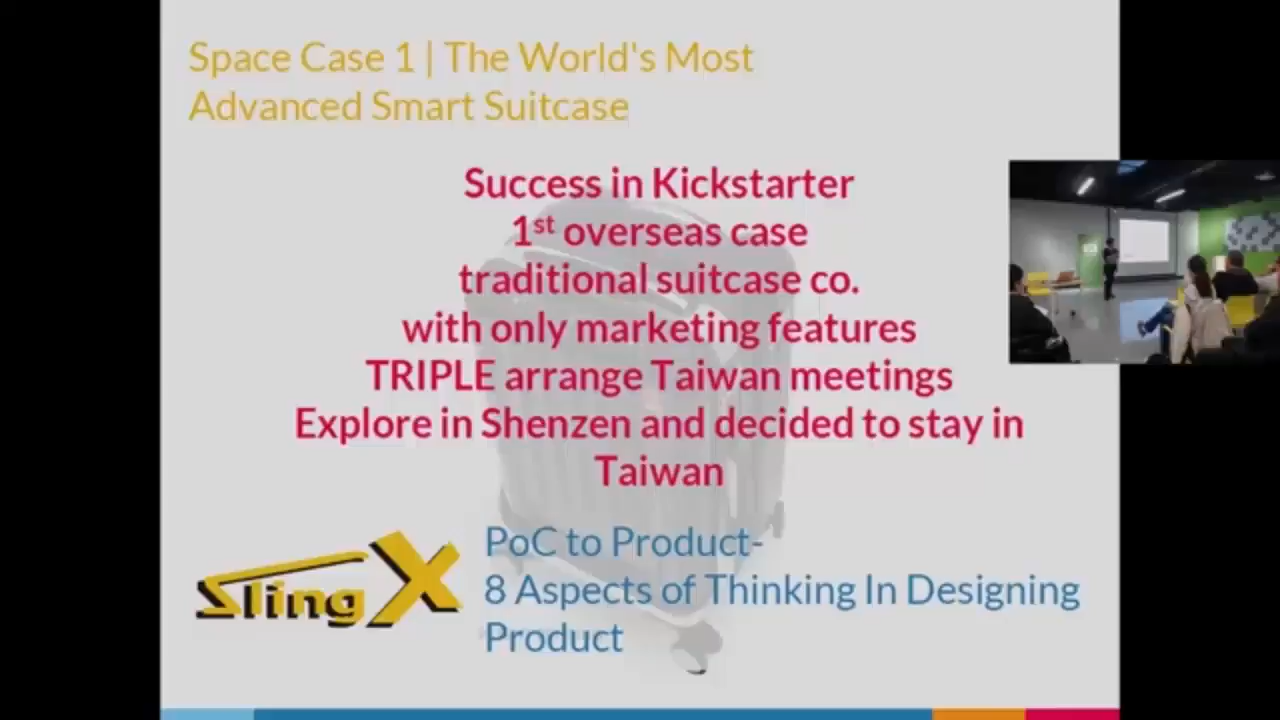 Space Case 1 | The World's Most
Advanced Smart Suitcase
Success in Kickstarter
1st overseas case
traditional suitcase co.
with only marketing features
TRIPLE arrange Taiwan meetings
Explore in Shenzen and decided to stay in
Taiwan
SlingX
PoC to Product-
8 Aspects of Thinking In Designing
Product